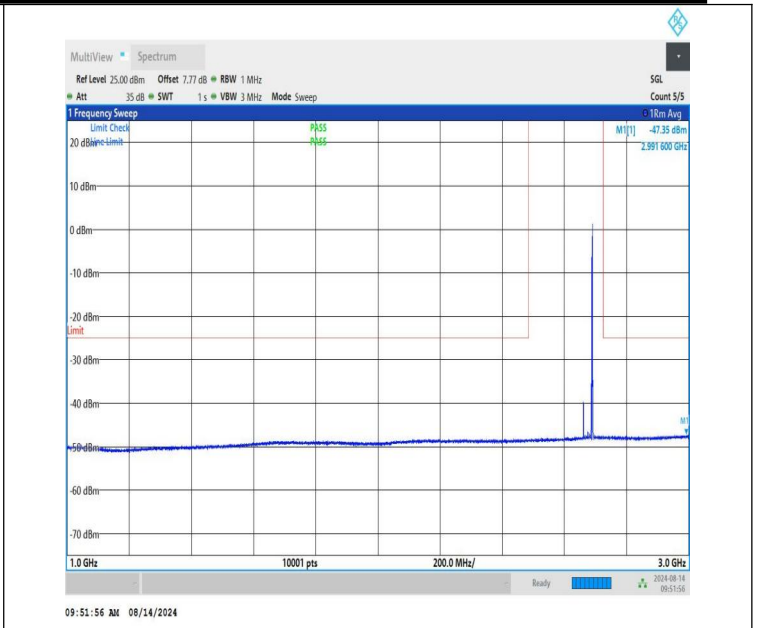 MultiView Spectrum
Ref Level 25.00 dBm Offset 7.77 dB RBW 1 MHz SGL
Att 35 dB SWT 1 s VBW 3 MHz Mode Sweep Count 5/5
1 Frequency Sweep 1Rm Avg
Limit Check PASS M1[1] -47.35 dBm
20 dBm Line Limit PASS 2.991 600 GHz
10 dBm
0 dBm
-10 dBm
-20 dBm
Limit
-30 dBm
-40 dBm
M1
-50 dBm
-60 dBm
-70 dBm
1.0 GHz 10001 pts 200.0 MHz/ 3.0 GHz
Ready 2024-08-14
09:51:56
09:51:56 AM 08/14/2024